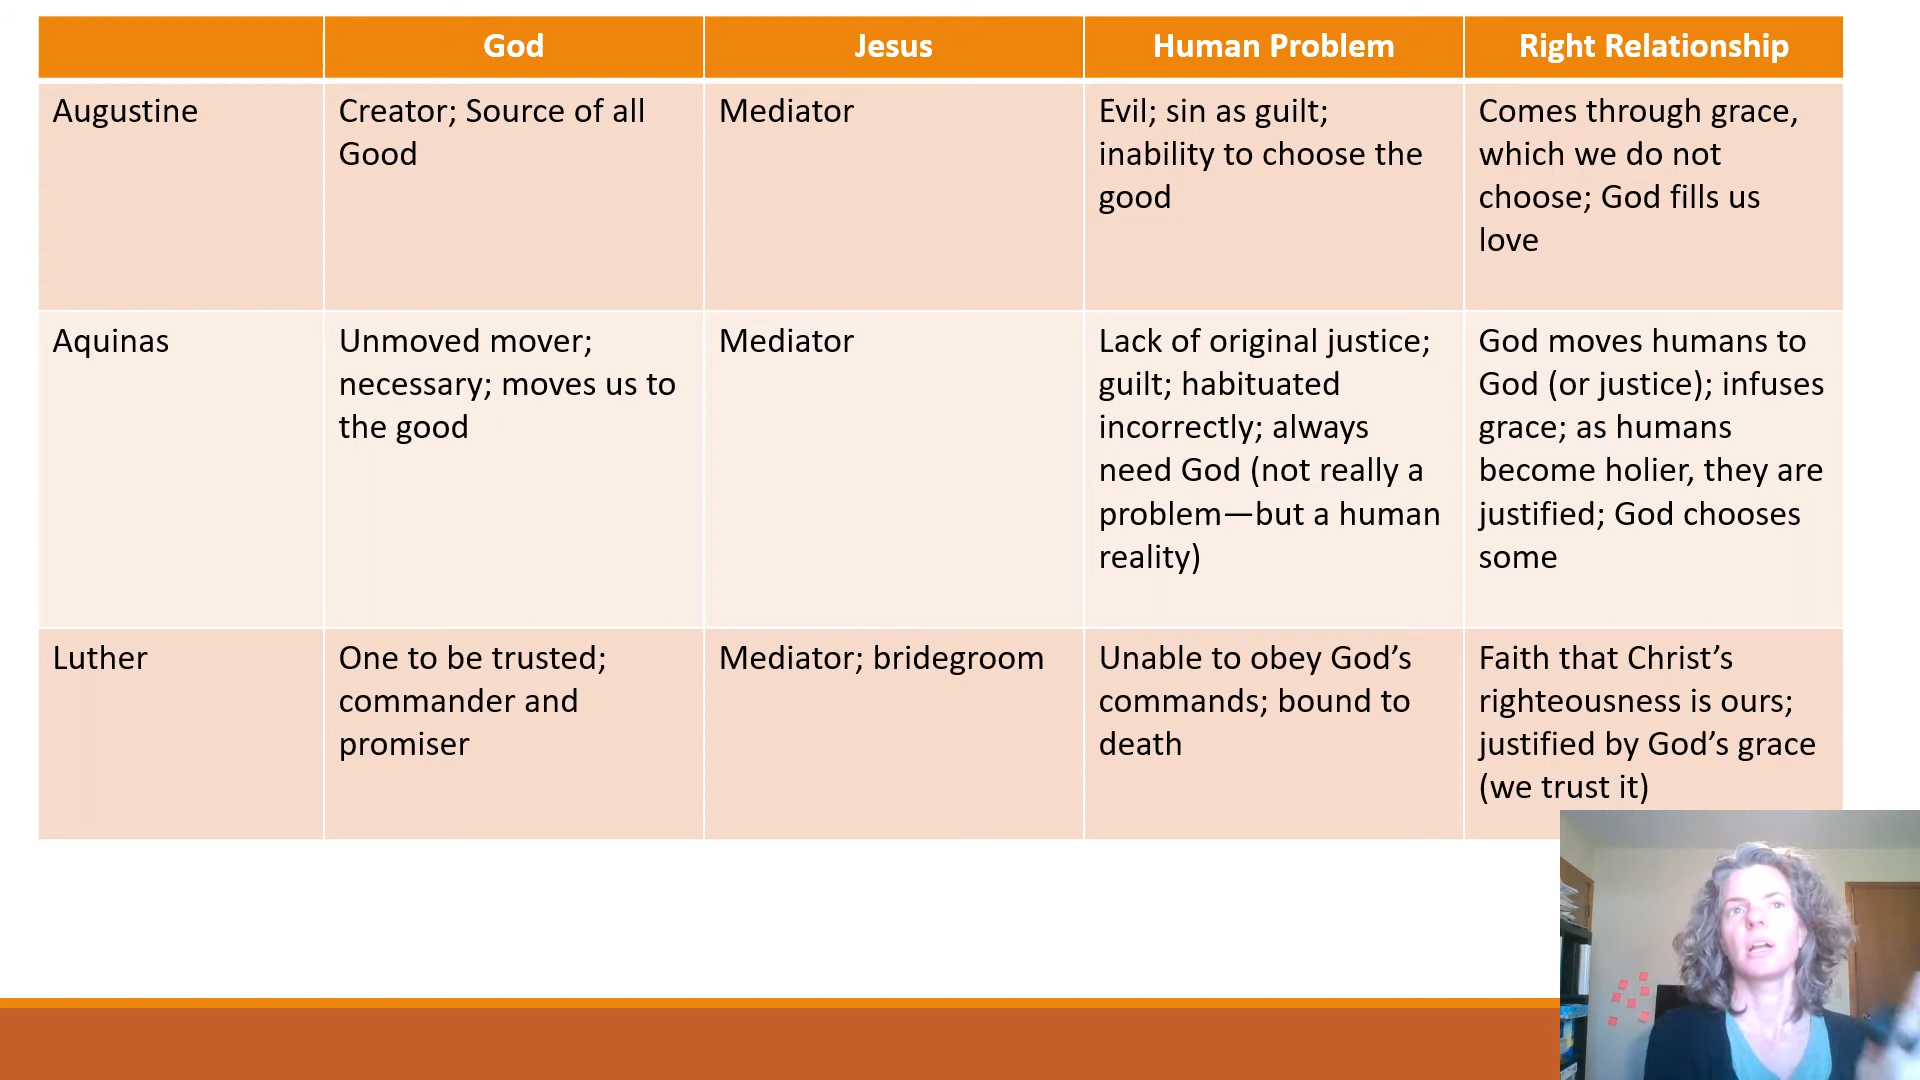 God
Jesus
Human Problem
Right Relationship
Augustine
Creator; Source of all
Good
Mediator
Evil; sin as guilt;
inability to choose the
good
Comes through grace,
which we do not
choose; God fills us
love
Aquinas
Unmoved mover;
necessary; moves us to
the good
Mediator
Lack of original justice;
guilt; habituated
incorrectly; always
need God (not really a
problem—but a human
reality)
God moves humans to
God (or justice); infuses
grace; as humans
become holier, they are
justified; God chooses
some
Luther
One to be trusted;
commander and
promiser
Mediator; bridegroom
Unable to obey God’s
commands; bound to
death
Faith that Christ’s
righteousness is ours;
justified by God’s grace
(we trust it)